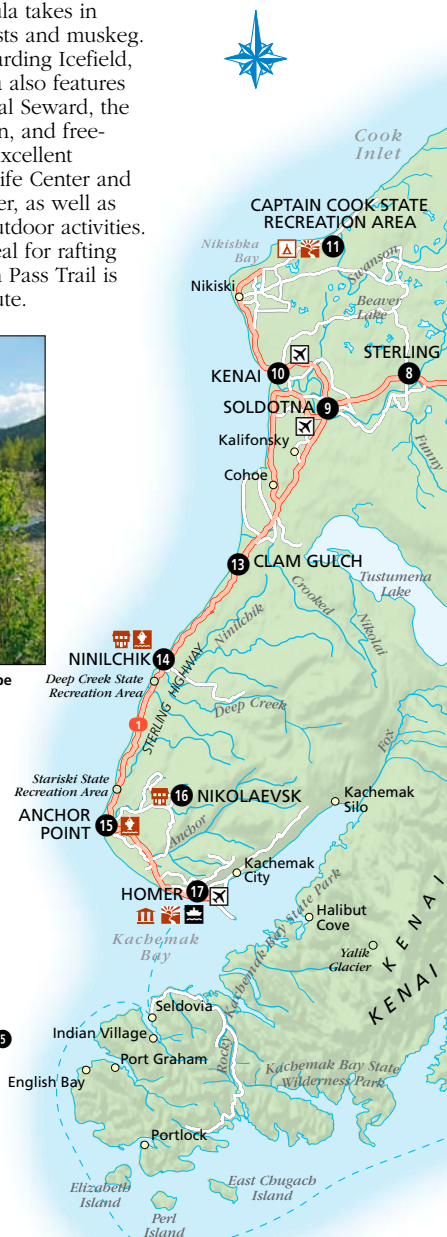 ula takes in
sts and muskeg.
arding Icefield,
a also features
al Seward, the
n, and free-
xcellent
ife Center and
er, as well as
utdoor activities.
eal for rafting
n Pass Trail is
ute.
pe
5
Cook
Inlet
CAPTAIN COOK STATE
RECREATION AREA
11
Nikishka
Bay
Swanson
Nikiski
Beaver
Lake
STERLING
8
KENAI
10
SOLDOTNA
9
Kalifonsky
Funny
Cohoe
13
CLAM GULCH
Tustumena
Lake
Crooked
Nikolai
Ninilchik
NINILCHIK
14
Deep Creek State
Recreation Area
STERLING HIGHWAY
Deep Creek
1
Fox
Stariski State
Recreation Area
16
NIKOLAEVSK
Kachemak
Silo
ANCHOR
POINT
15
Anchor
Kachemak
City
HOMER
17
Kachemak Bay State Park
Halibut
Cove
Kachemak
Bay
Yalik
Glacier
KENAI
KENAI
Seldovia
Indian Village
Rocky
Port Graham
English Bay
Kachemak Bay State
Wilderness Park
Portlock
Elizabeth
Island
East Chugach
Island
Perl
Island